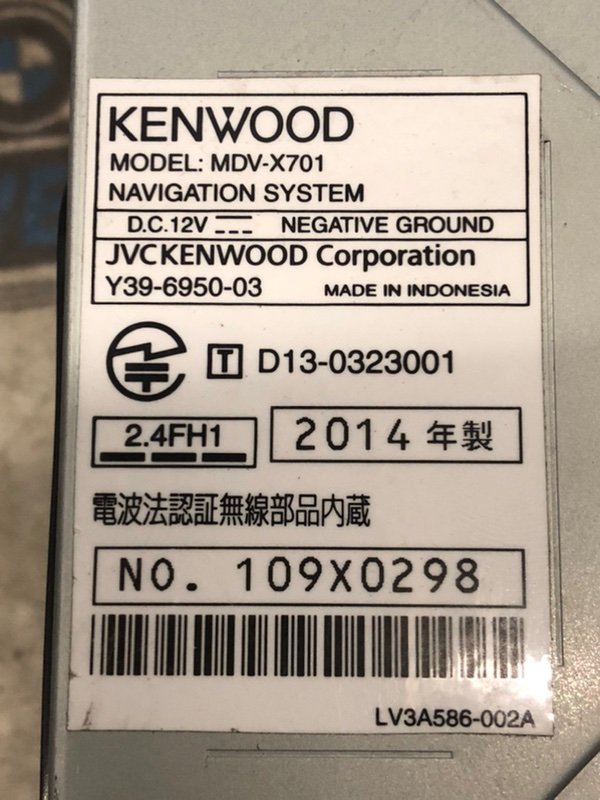 KENWOOD
MODEL: MDV-X701
NAVIGATION SYSTEM
D.C.12V NEGATIVE GROUND
JVCKENWOOD Corporation
Y39-6950-03 MADE IN INDONESIA
T D13-0323001
2.4FH1 2014 年製
電波法認証無線部品内蔵
NO. 109X0298
LV3A586-002A